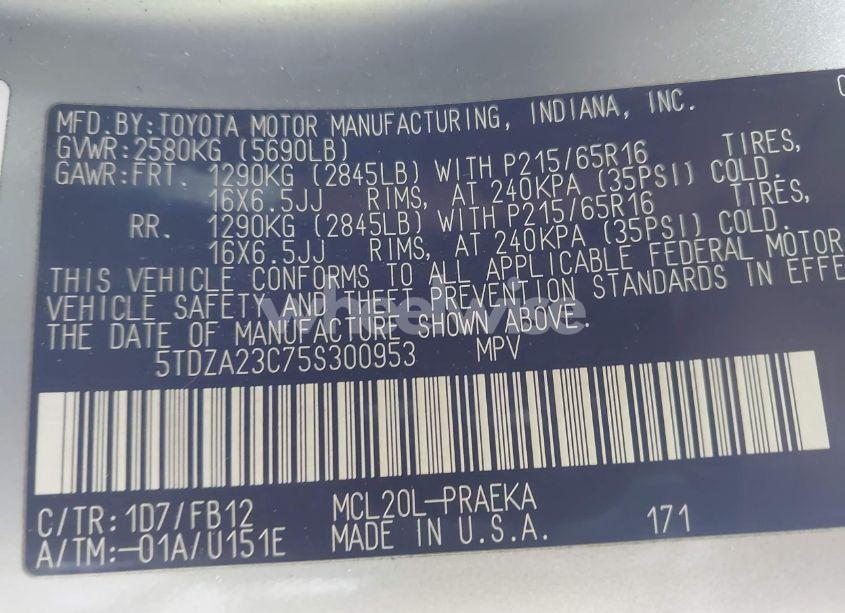 MFD.BY:TOYOTA MOTOR MANUFACTURING, INDIANA, INC.
GVWR:2580KG (5690LB)
GAWR:FRT. 1290KG (2845LB) WITH P215/65R16 TIRES,
16X6.5JJ RIMS, AT 240KPA (35PSI) COLD.
RR. 1290KG (2845LB) WITH P215/65R16 TIRES,
16X6.5JJ RIMS, AT 240KPA (35PSI) COLD.
THIS VEHICLE CONFORMS TO ALL APPLICABLE FEDERAL MOTOR
VEHICLE SAFETY AND THEFT PREVENTION STANDARDS IN EFFE
THE DATE OF MANUFACTURE SHOWN ABOVE.
wheelwise
5TDZA23C75S300953 MPV
C/TR:1D7/FB12 MCL20L-PRAEKA 171
A/TM:-01A/U151E MADE IN U.S.A.